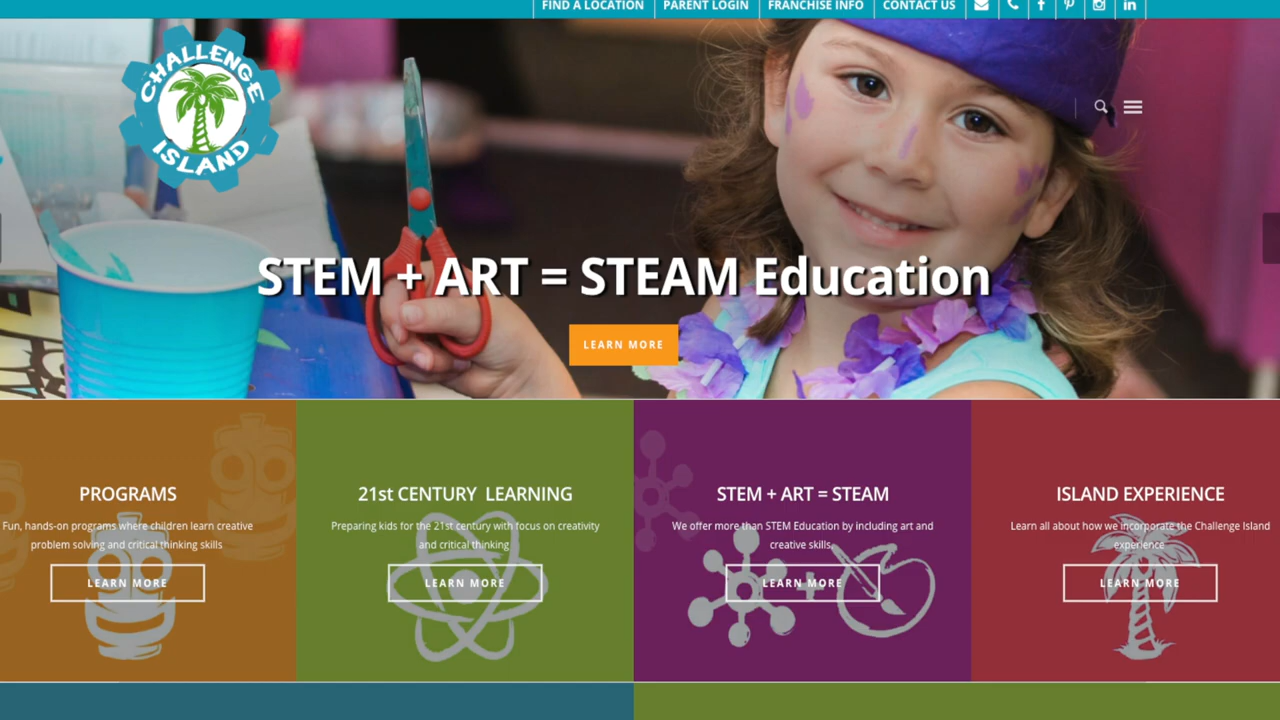 FIND A LOCATION
PARENT LOGIN
FRANCHISE INFO
CONTACT US
CHALLENGE
ISLAND
STEM + ART = STEAM Education
LEARN MORE
PROGRAMS
Fun, hands-on programs where children learn creative
problem solving and critical thinking skills
LEARN MORE
21st CENTURY LEARNING
Preparing kids for the 21st century with focus on creativity
and critical thinking
LEARN MORE
STEM + ART = STEAM
We offer more than STEM Education by including art and
creative skills.
LEARN MORE
ISLAND EXPERIENCE
Learn all about how we incorporate the Challenge Island
experience
LEARN MORE